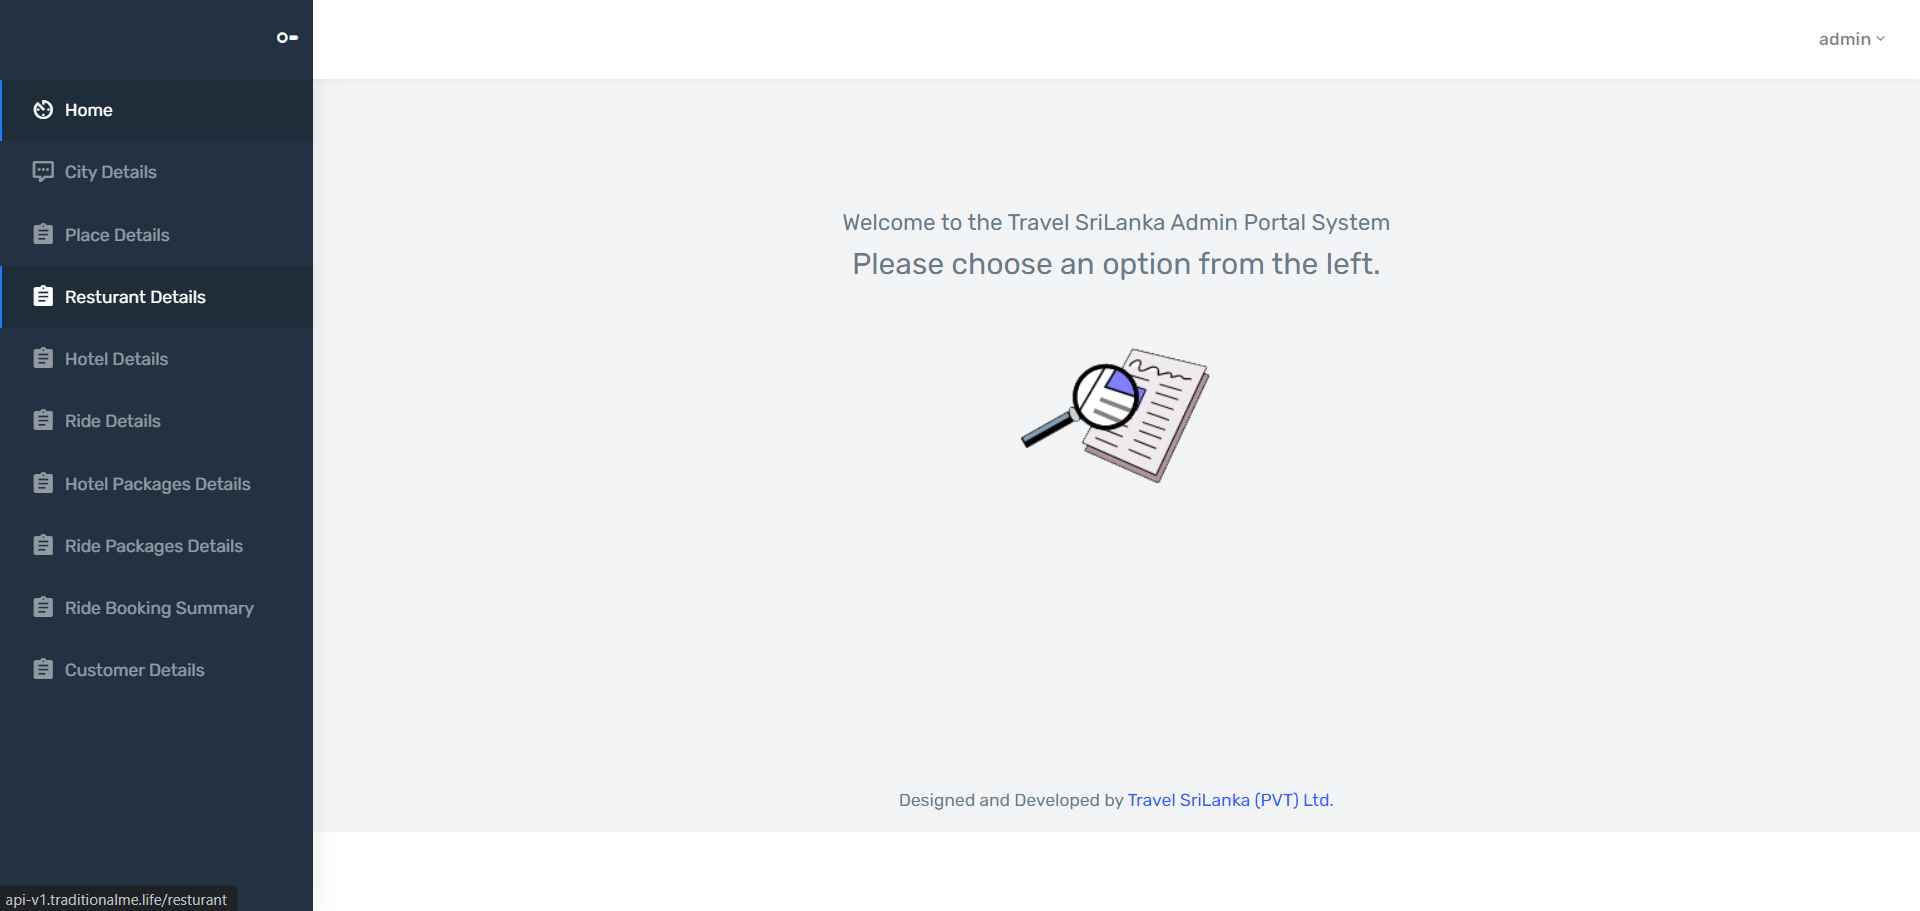 admin
Home
City Details
Place Details
Resturant Details
Hotel Details
Ride Details
Hotel Packages Details
Ride Packages Details
Ride Booking Summary
Customer Details
Welcome to the Travel SriLanka Admin Portal System
Please choose an option from the left.
Designed and Developed by Travel SriLanka (PVT) Ltd.
api-v1.traditionalme.life/resturant